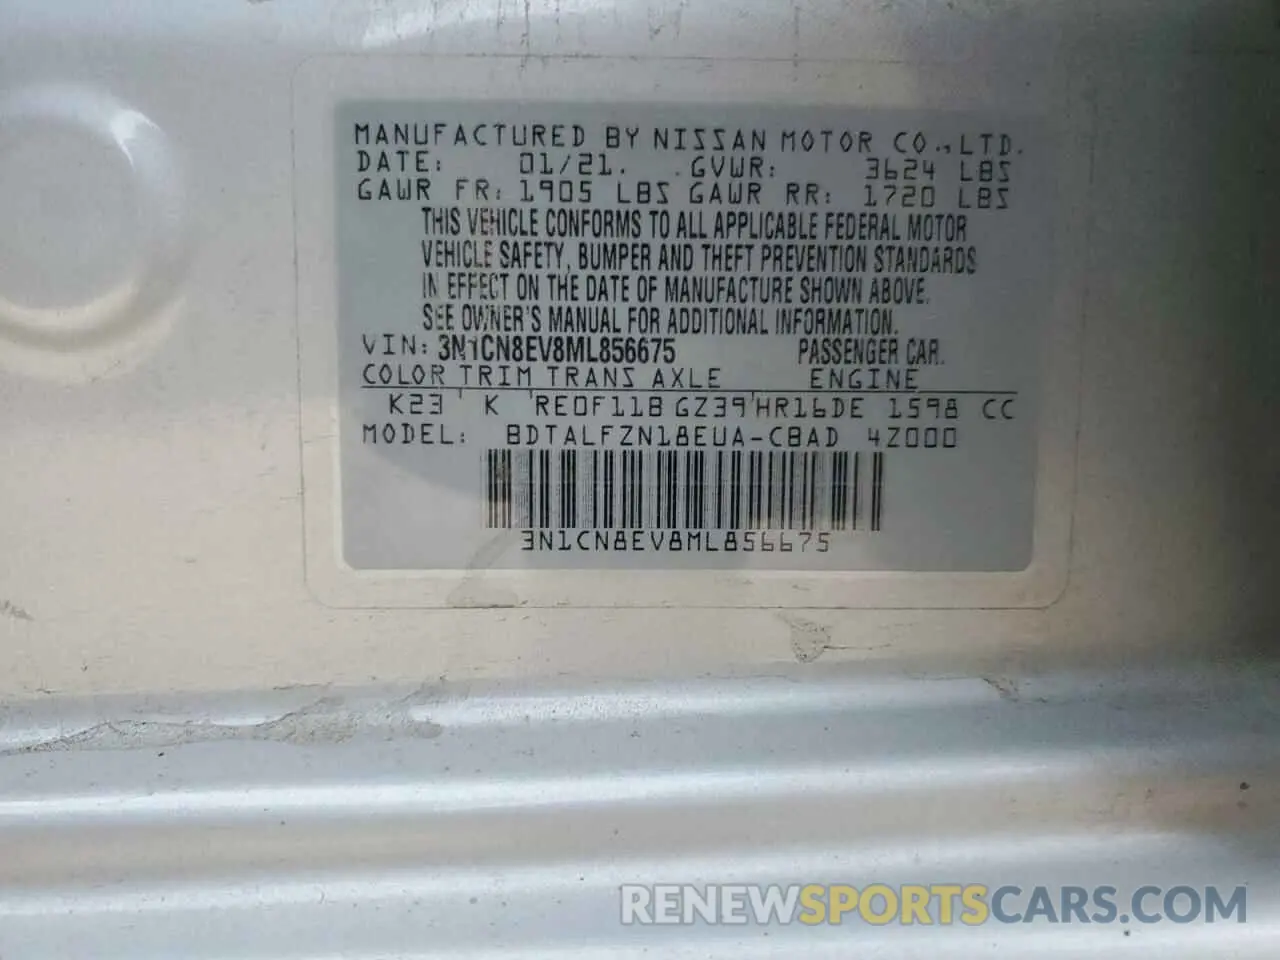 MANUFACTURED BY NISSAN MOTOR CO.,LTD.
DATE: 01/21. GVWR: 3624 LBS
GAWR FR: 1905 LBS GAWR RR: 1720 LBS
THIS VEHICLE CONFORMS TO ALL APPLICABLE FEDERAL MOTOR
VEHICLE SAFETY, BUMPER AND THEFT PREVENTION STANDARDS
IN EFFECT ON THE DATE OF MANUFACTURE SHOWN ABOVE.
SEE OWNER'S MANUAL FOR ADDITIONAL INFORMATION.
VIN: 3N1CN8EV8ML856675 PASSENGER CAR.
COLOR TRIM TRANS AXLE ENGINE
K23 K RE0F11B GZ39 HR16DE 1598 CC
MODEL: BDTALFZN18EUA-CBAD 4Z000
3N1CN8EV8ML856675
RENEWSPORTSCARS.COM